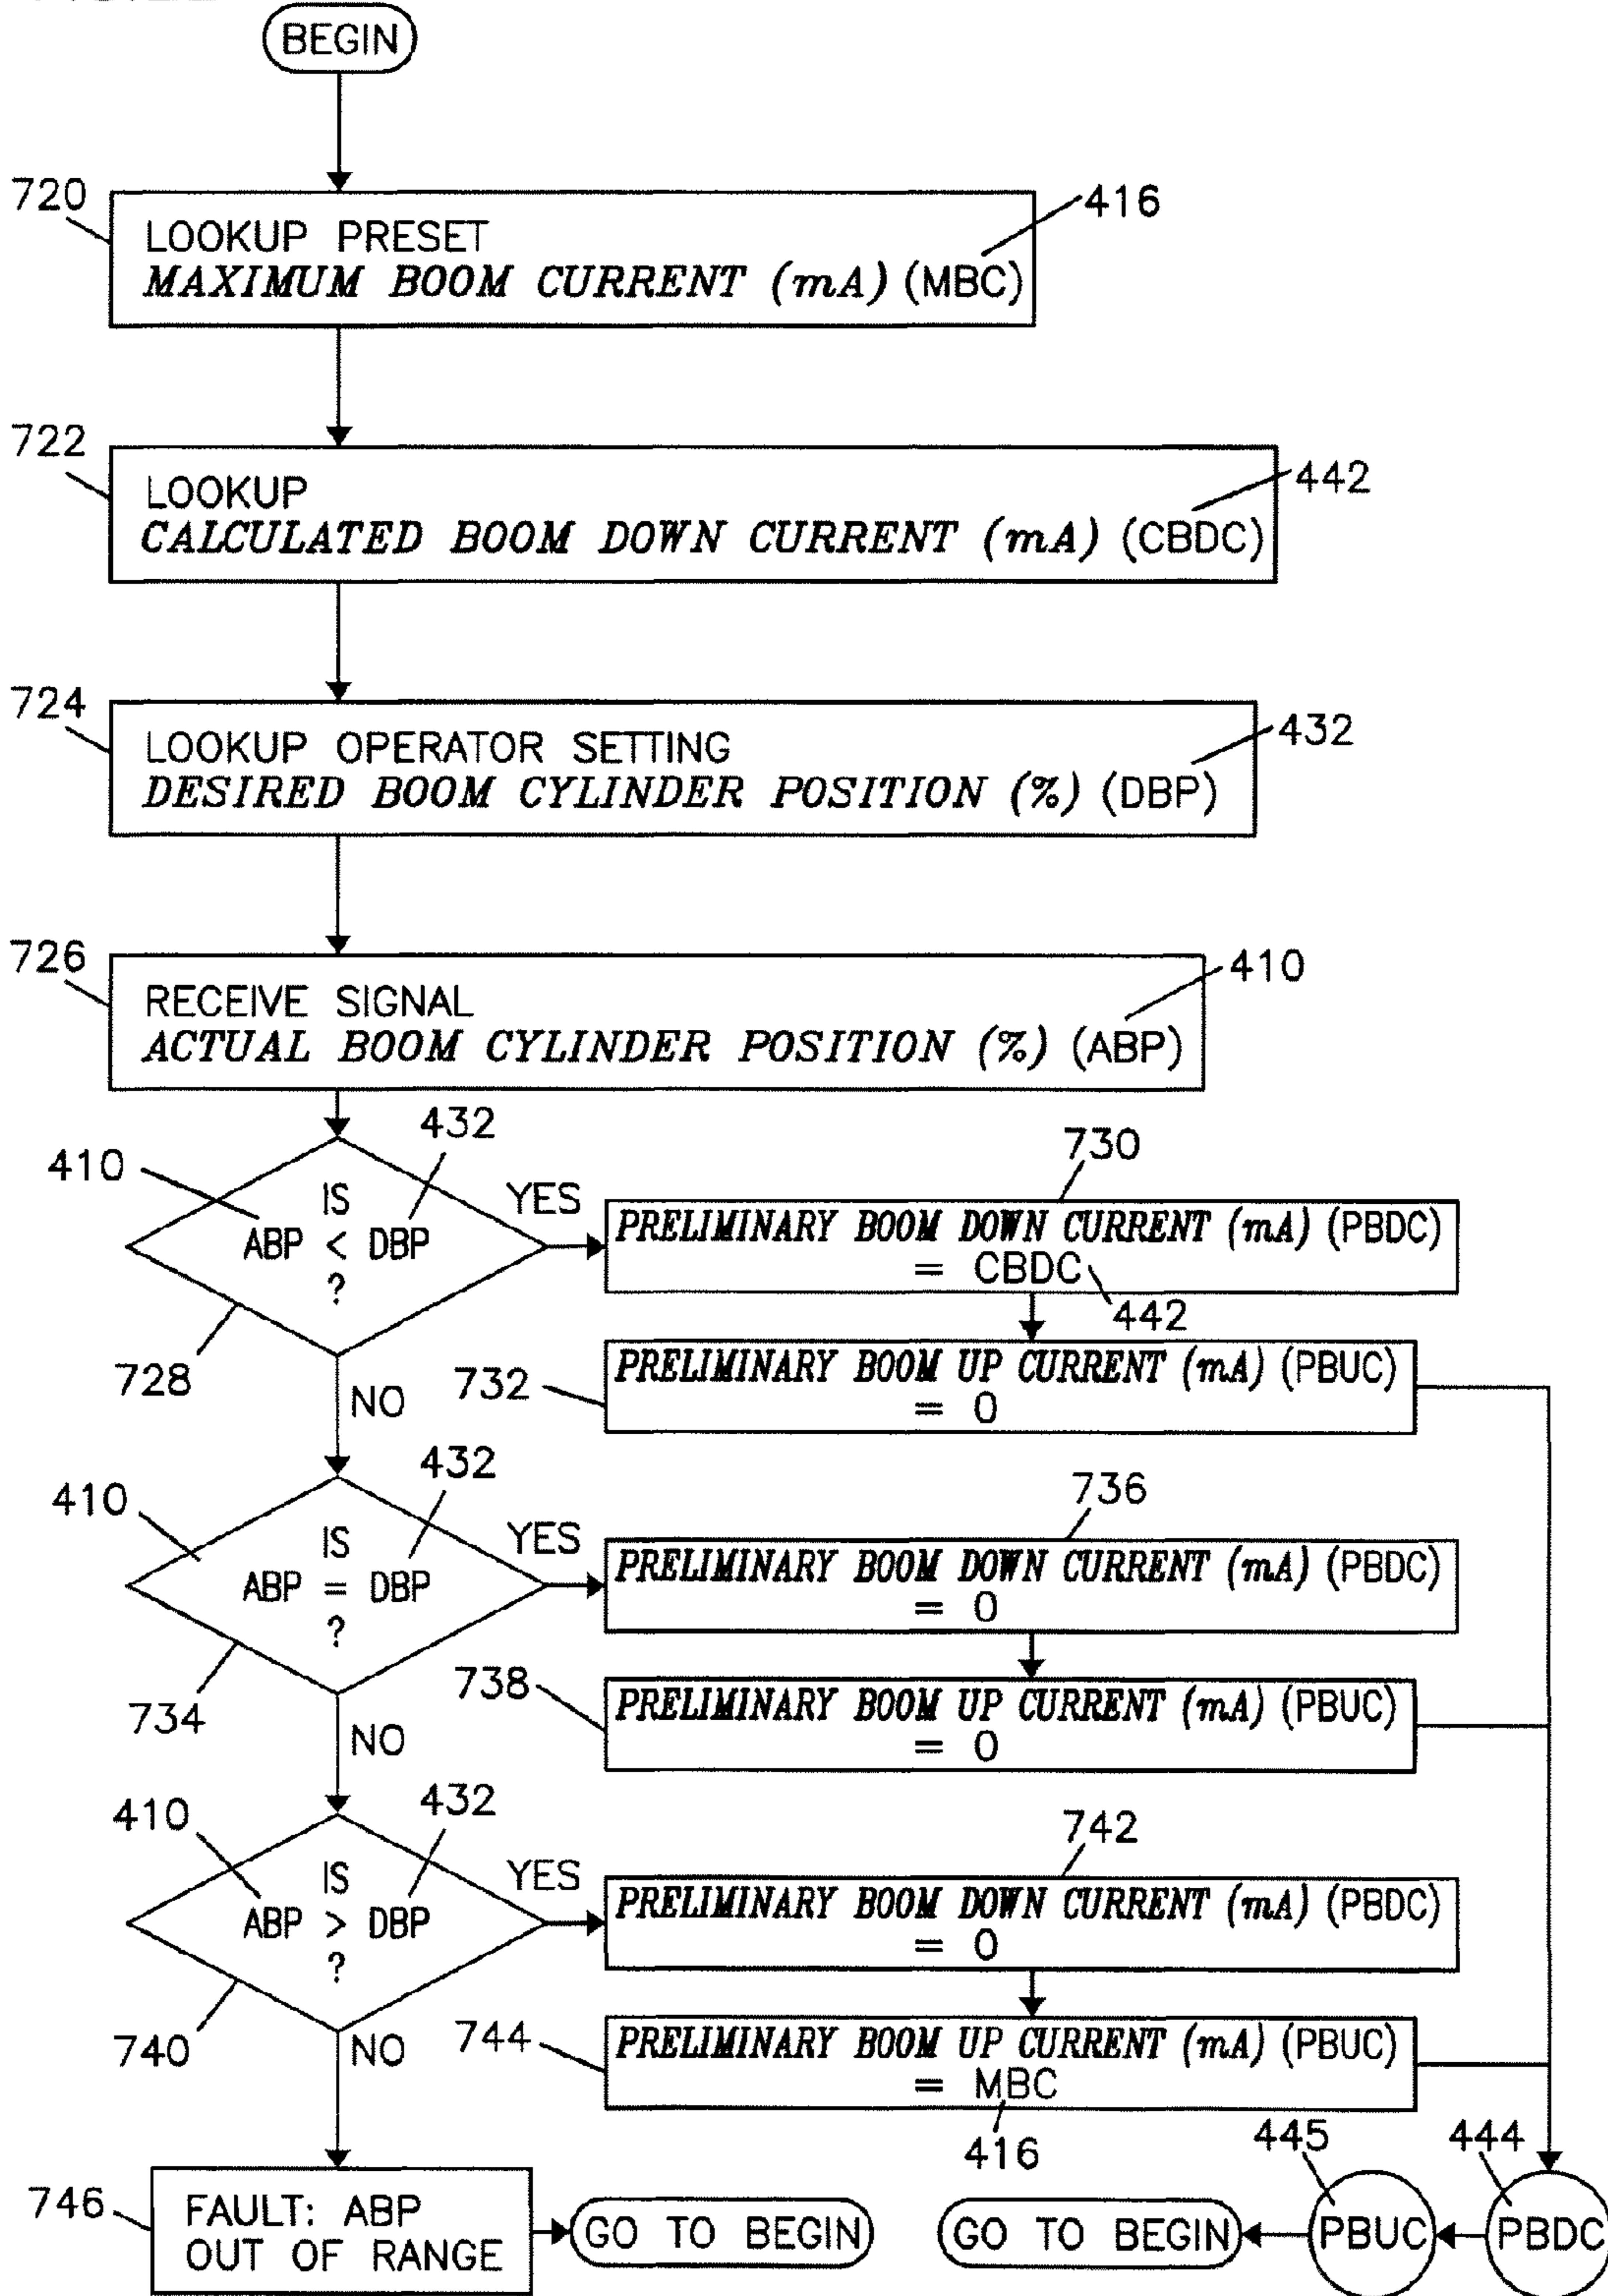 BEGIN
720
416
LOOKUP PRESET
MAXIMUM BOOM CURRENT (mA) (MBC)
722
442
LOOKUP
CALCULATED BOOM DOWN CURRENT (mA) (CBDC)
724
432
LOOKUP OPERATOR SETTING
DESIRED BOOM CYLINDER POSITION (%) (DBP)
726
410
RECEIVE SIGNAL
ACTUAL BOOM CYLINDER POSITION (%) (ABP)
410
432
IS
ABP < DBP
?
728
YES
NO
730
PRELIMINARY BOOM DOWN CURRENT (mA) (PBDC)
= CBDC
442
732
PRELIMINARY BOOM UP CURRENT (mA) (PBUC)
= 0
410
432
IS
ABP = DBP
?
734
YES
NO
736
PRELIMINARY BOOM DOWN CURRENT (mA) (PBDC)
= 0
738
PRELIMINARY BOOM UP CURRENT (mA) (PBUC)
= 0
410
432
IS
ABP > DBP
?
740
YES
NO
742
PRELIMINARY BOOM DOWN CURRENT (mA) (PBDC)
= 0
744
PRELIMINARY BOOM UP CURRENT (mA) (PBUC)
= MBC
416
746
FAULT: ABP
OUT OF RANGE
GO TO BEGIN
GO TO BEGIN
445
PBUC
444
PBDC